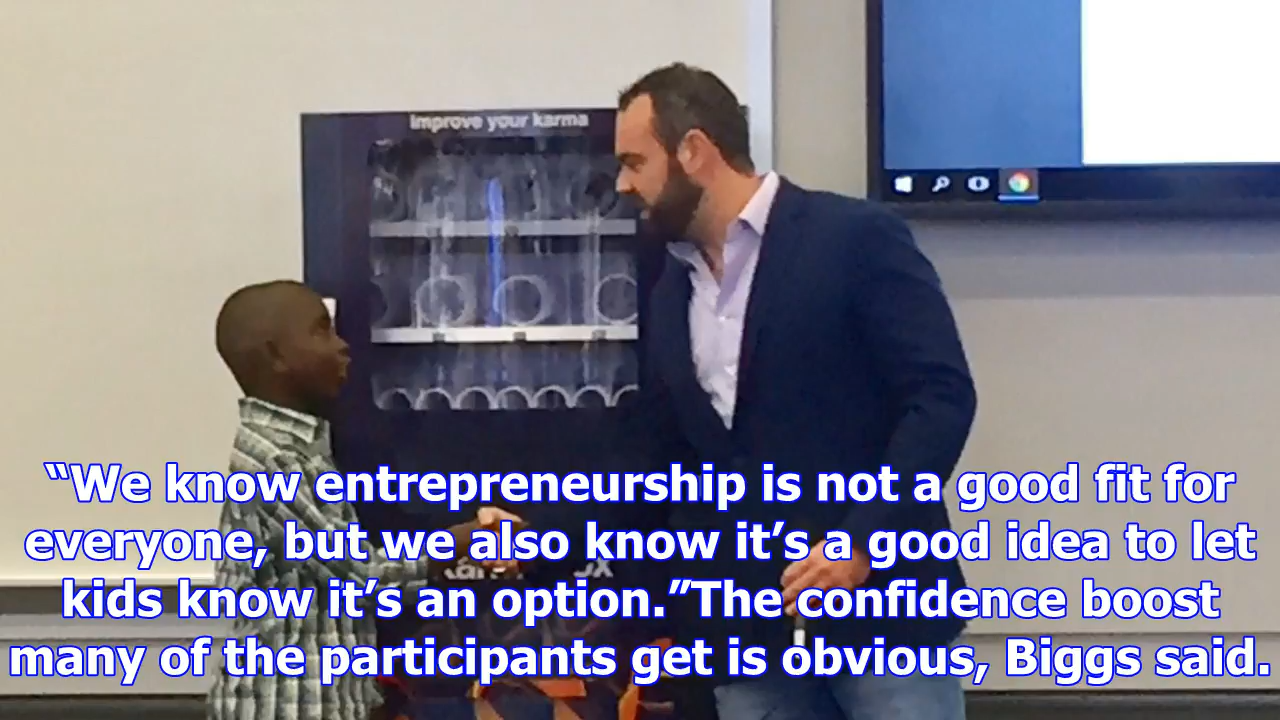 Improve your karma
“We know entrepreneurship is not a good fit for
everyone, but we also know it’s a good idea to let
kids know it’s an option.”The confidence boost
many of the participants get is obvious, Biggs said.